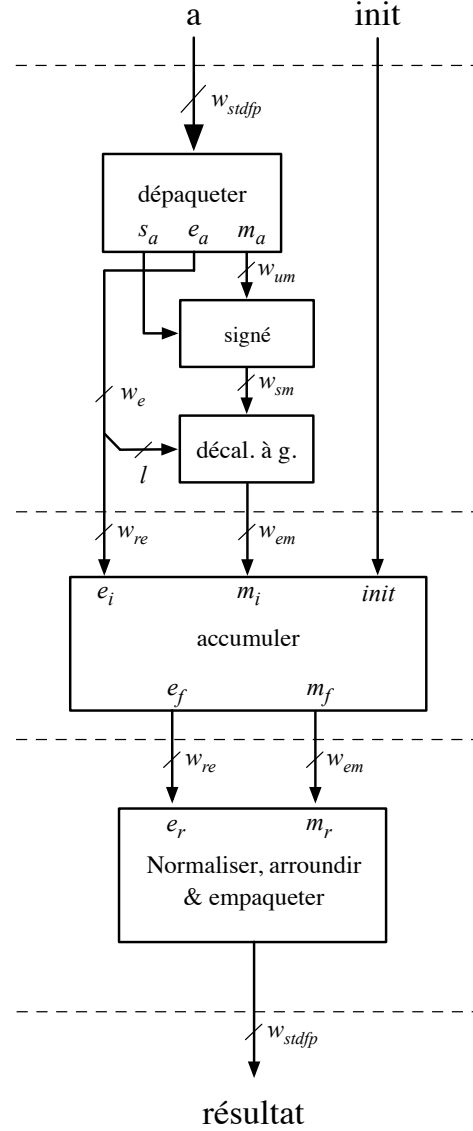 a init
w_stdfp
dépaqueter
s_a e_a m_a
w_um
signé
w_sm
w_e
décal. à g.
l
w_re w_em
e_i m_i init
accumuler
e_f m_f
w_re w_em
e_r m_r
Normaliser, arroundir
& empaqueter
w_stdfp
résultat